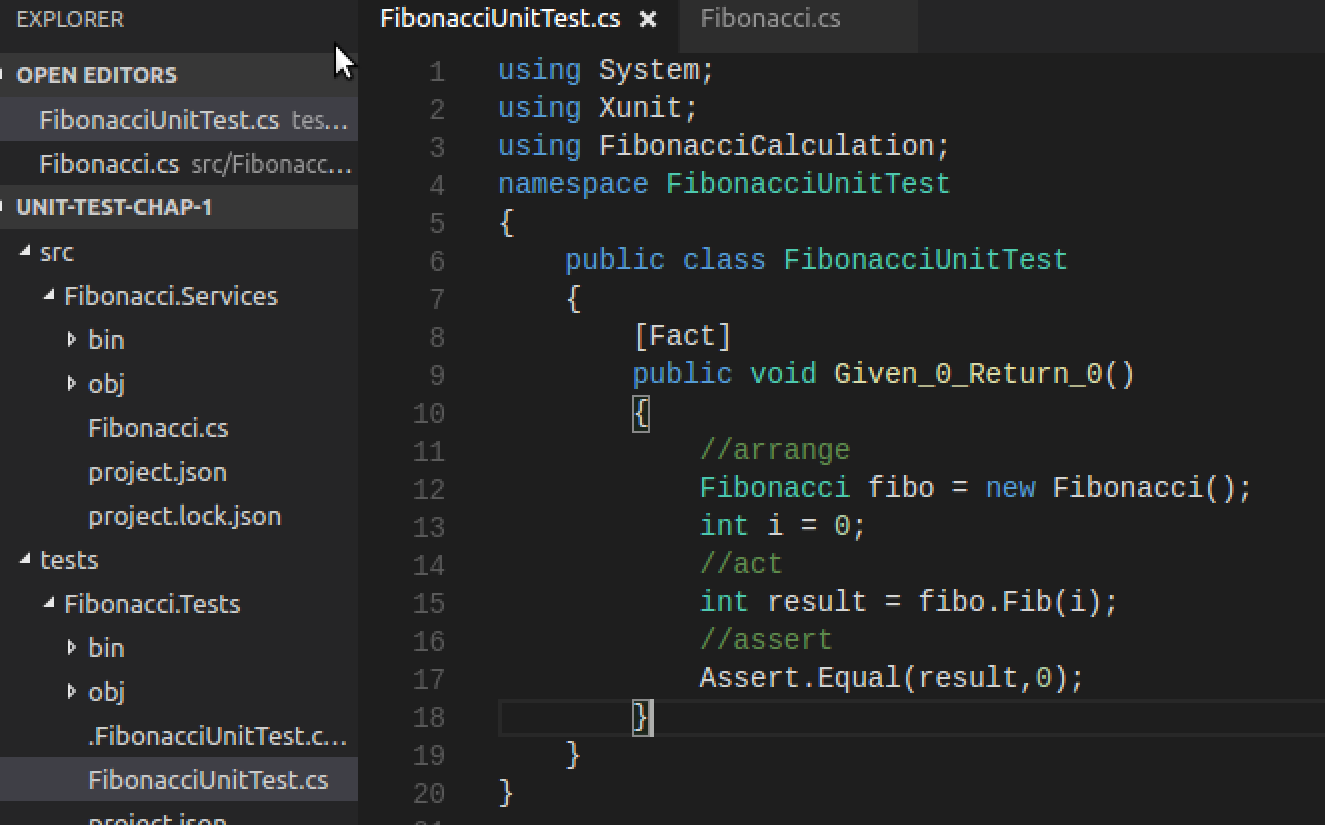 EXPLORER
OPEN EDITORS
FibonacciUnitTest.cs tes...
Fibonacci.cs src/Fibonacc...
UNIT-TEST-CHAP-1
src
Fibonacci.Services
bin
obj
Fibonacci.cs
project.json
project.lock.json
tests
Fibonacci.Tests
bin
obj
.FibonacciUnitTest.c...
FibonacciUnitTest.cs
project.json
FibonacciUnitTest.cs × Fibonacci.cs
1 using System;
2 using Xunit;
3 using FibonacciCalculation;
4 namespace FibonacciUnitTest
5 {
6     public class FibonacciUnitTest
7     {
8         [Fact]
9         public void Given_0_Return_0()
10         {
11             //arrange
12             Fibonacci fibo = new Fibonacci();
13             int i = 0;
14             //act
15             int result = fibo.Fib(i);
16             //assert
17             Assert.Equal(result,0);
18         }
19     }
20 }